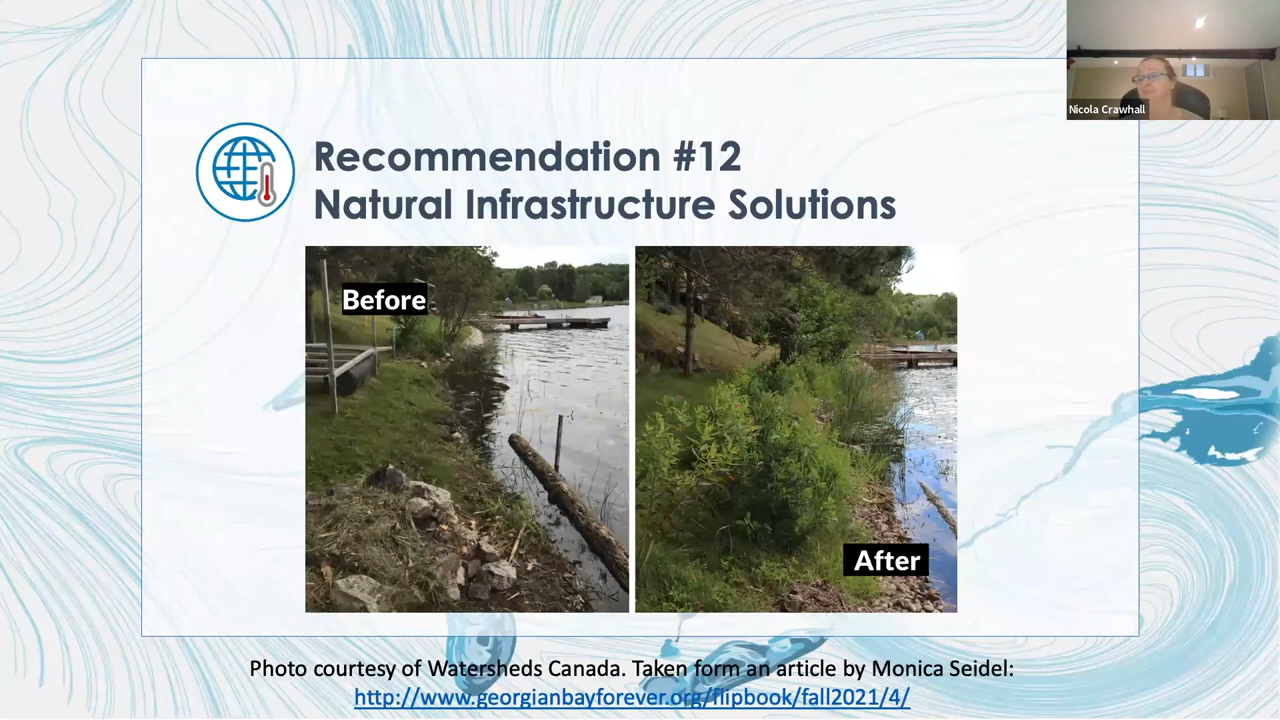 Nicola Crawhall
Recommendation #12
Natural Infrastructure Solutions
Before
After
Photo courtesy of Watersheds Canada. Taken form an article by Monica Seidel:
http://www.georgianbayforever.org/flipbook/fall2021/4/